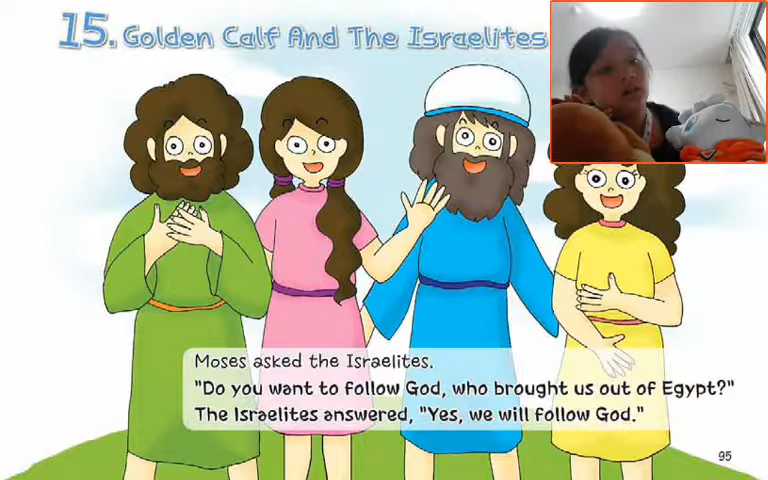 15. Golden Calf And The Israelites
Moses asked the Israelites.
"Do you want to follow God, who brought us out of Egypt?"
The Israelites answered, "Yes, we will follow God."
95